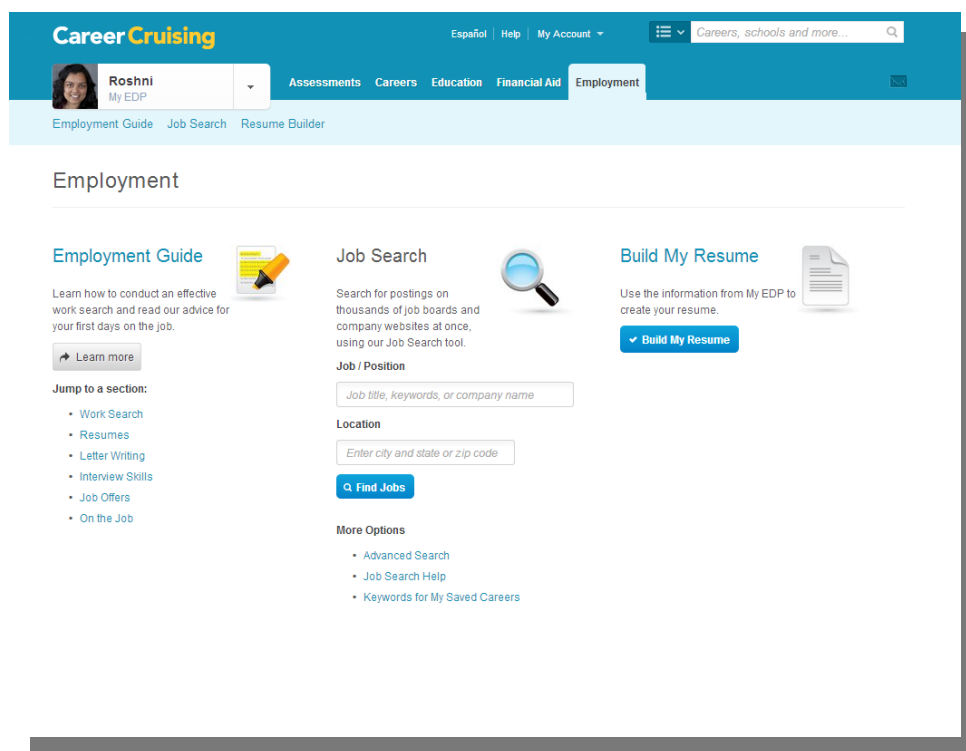 CareerCruising
Español | Help | My Account
Careers, schools and more...
Roshni
My EDP
Assessments Careers Education Financial Aid Employment
Employment Guide Job Search Resume Builder
Employment
Employment Guide
Learn how to conduct an effective
work search and read our advice for
your first days on the job.
Learn more
Jump to a section:
• Work Search
• Resumes
• Letter Writing
• Interview Skills
• Job Offers
• On the Job
Job Search
Search for postings on
thousands of job boards and
company websites at once,
using our Job Search tool.
Job / Position
Job title, keywords, or company name
Location
Enter city and state or zip code
Find Jobs
More Options
• Advanced Search
• Job Search Help
• Keywords for My Saved Careers
Build My Resume
Use the information from My EDP to
create your resume.
Build My Resume